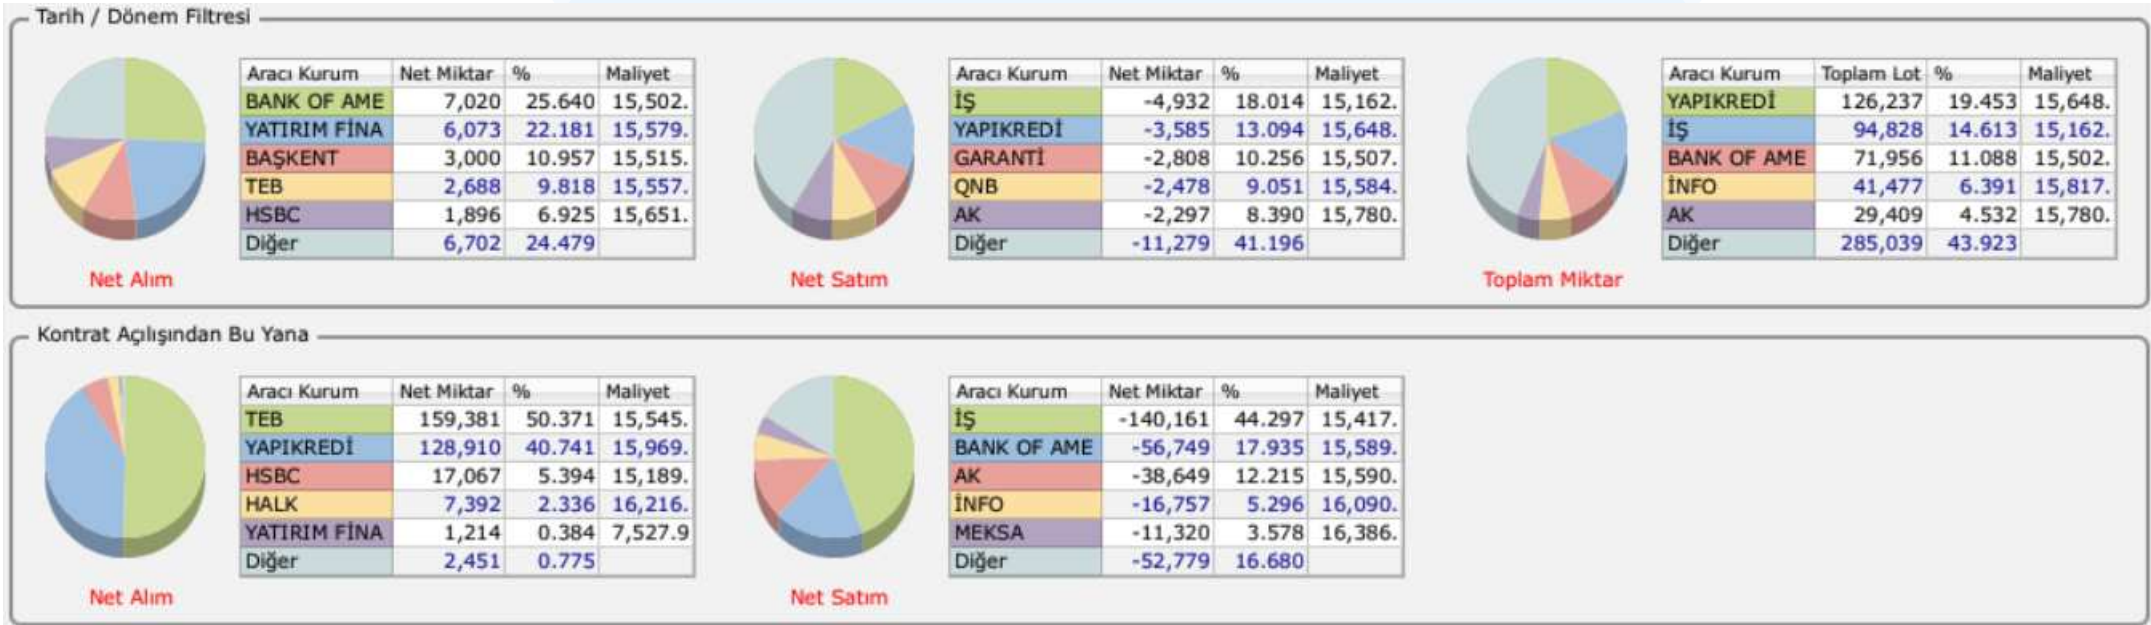 Tarih / Dönem Filtresi
Aracı Kurum Net Miktar % Maliyet
BANK OF AME 7,020 25.640 15,502.
YATIRIM FİNA 6,073 22.181 15,579.
BAŞKENT 3,000 10.957 15,515.
TEB 2,688 9.818 15,557.
HSBC 1,896 6.925 15,651.
Diğer 6,702 24.479
Net Alım
Aracı Kurum Net Miktar % Maliyet
İŞ -4,932 18.014 15,162.
YAPIKREDİ -3,585 13.094 15,648.
GARANTİ -2,808 10.256 15,507.
QNB -2,478 9.051 15,584.
AK -2,297 8.390 15,780.
Diğer -11,279 41.196
Net Satım
Aracı Kurum Toplam Lot % Maliyet
YAPIKREDİ 126,237 19.453 15,648.
İŞ 94,828 14.613 15,162.
BANK OF AME 71,956 11.088 15,502.
İNFO 41,477 6.391 15,817.
AK 29,409 4.532 15,780.
Diğer 285,039 43.923
Toplam Miktar
Kontrat Açılışından Bu Yana
Aracı Kurum Net Miktar % Maliyet
TEB 159,381 50.371 15,545.
YAPIKREDİ 128,910 40.741 15,969.
HSBC 17,067 5.394 15,189.
HALK 7,392 2.336 16,216.
YATIRIM FİNA 1,214 0.384 7,527.9
Diğer 2,451 0.775
Net Alım
Aracı Kurum Net Miktar % Maliyet
İŞ -140,161 44.297 15,417.
BANK OF AME -56,749 17.935 15,589.
AK -38,649 12.215 15,590.
İNFO -16,757 5.296 16,090.
MEKSA -11,320 3.578 16,386.
Diğer -52,779 16.680
Net Satım